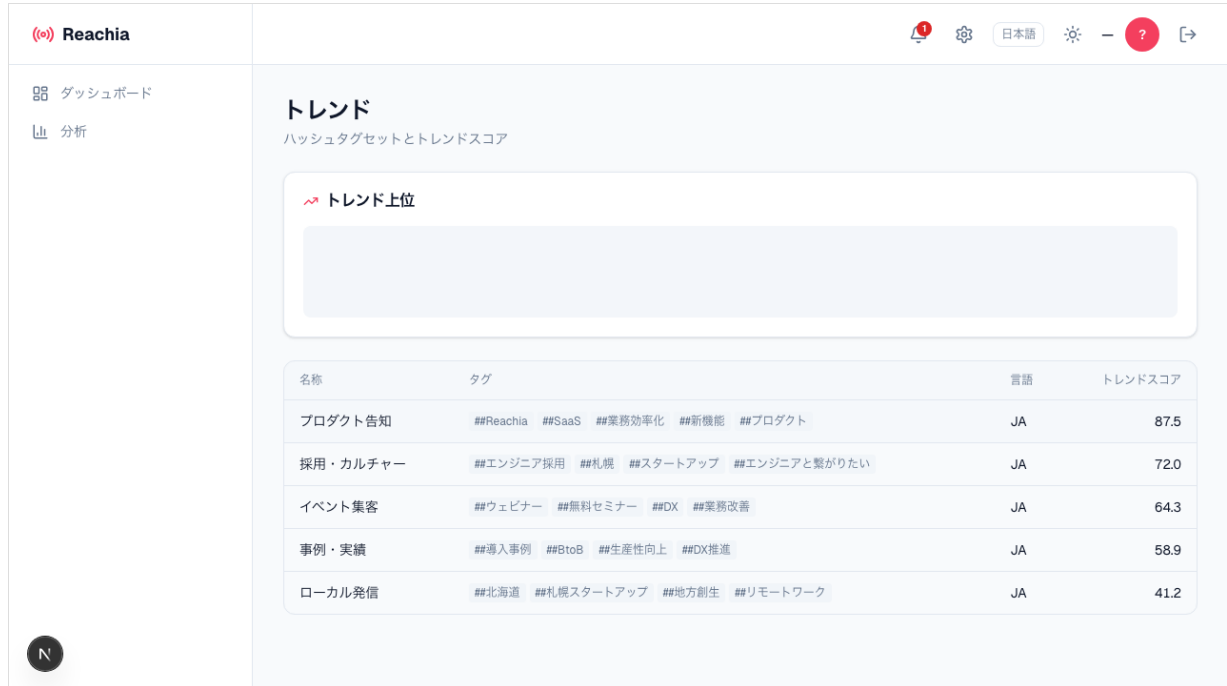 Reachia
1
日本語
?
ダッシュボード
分析
トレンド
ハッシュタグセットとトレンドスコア
トレンド上位
名称 タグ 言語 トレンドスコア
プロダクト告知 ##Reachia ##SaaS ##業務効率化 ##新機能 ##プロダクト JA 87.5
採用・カルチャー ##エンジニア採用 ##札幌 ##スタートアップ ##エンジニアと繋がりたい JA 72.0
イベント集客 ##ウェビナー ##無料セミナー ##DX ##業務改善 JA 64.3
事例・実績 ##導入事例 ##BtoB ##生産性向上 ##DX推進 JA 58.9
ローカル発信 ##北海道 ##札幌スタートアップ ##地方創生 ##リモートワーク JA 41.2
N